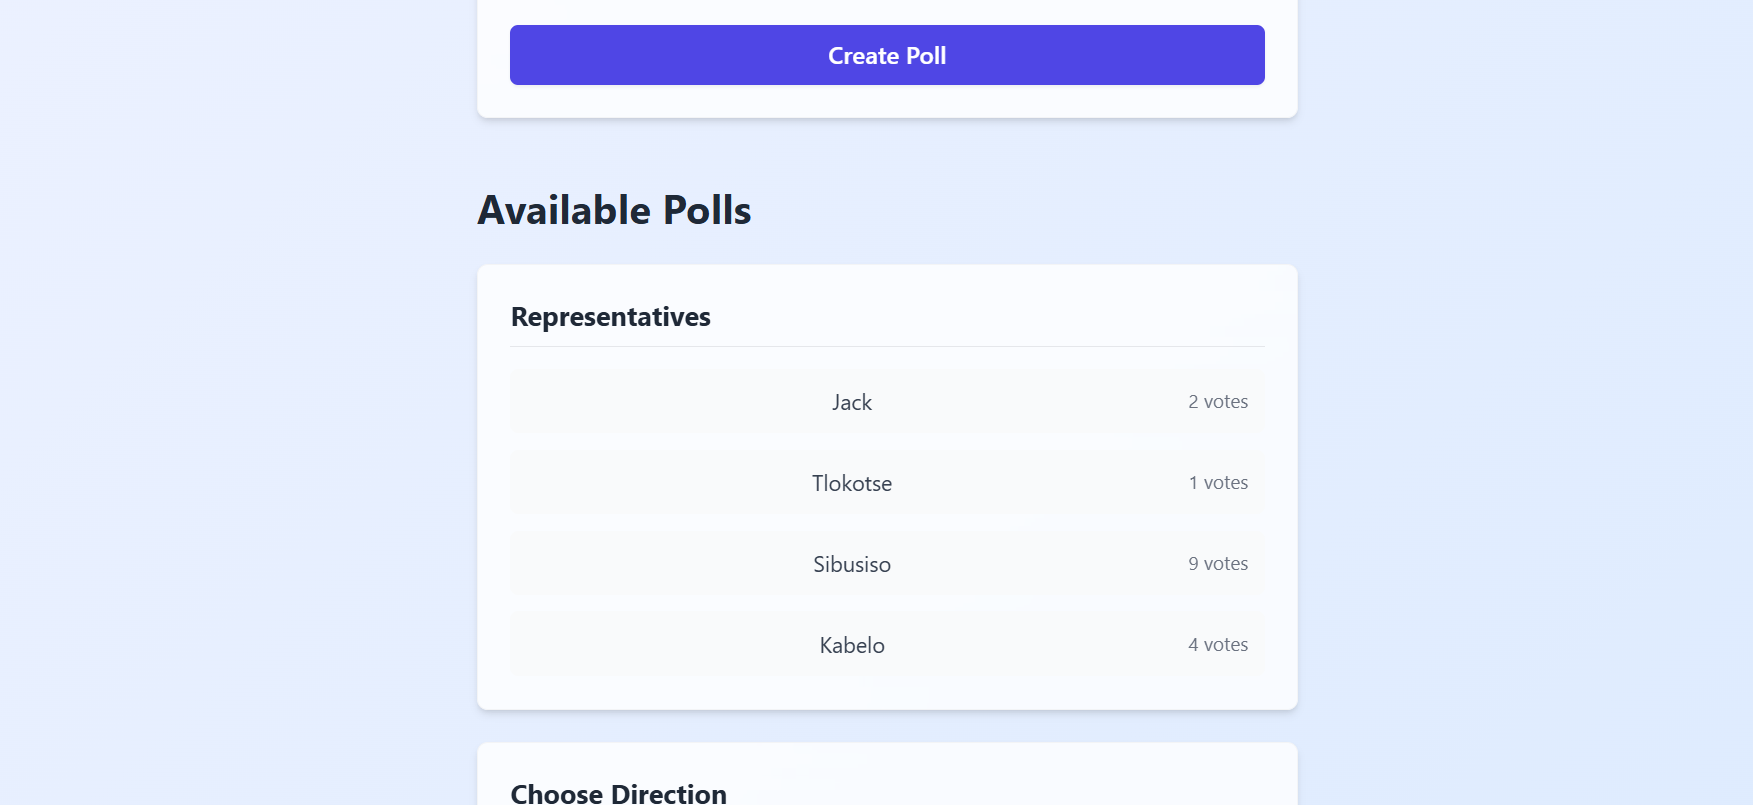 Create Poll
Available Polls
Representatives
Jack 2 votes
Tlokotse 1 votes
Sibusiso 9 votes
Kabelo 4 votes
Choose Direction